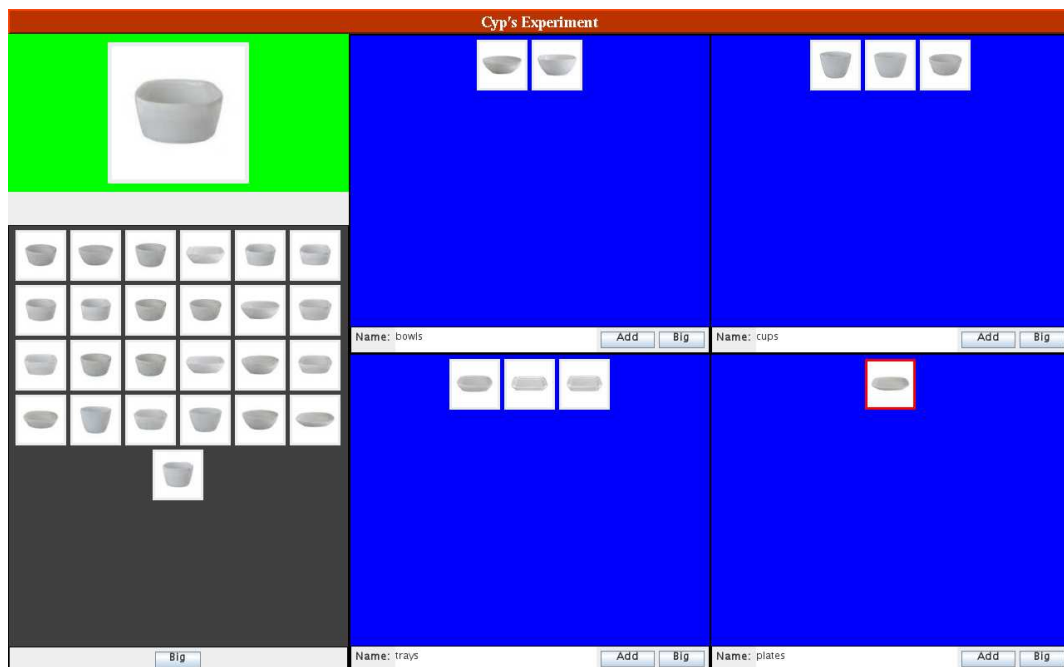 Cyp's Experiment
Name: bowls Add Big
Name: cups Add Big
Big
Name: trays Add Big
Name: plates Add Big